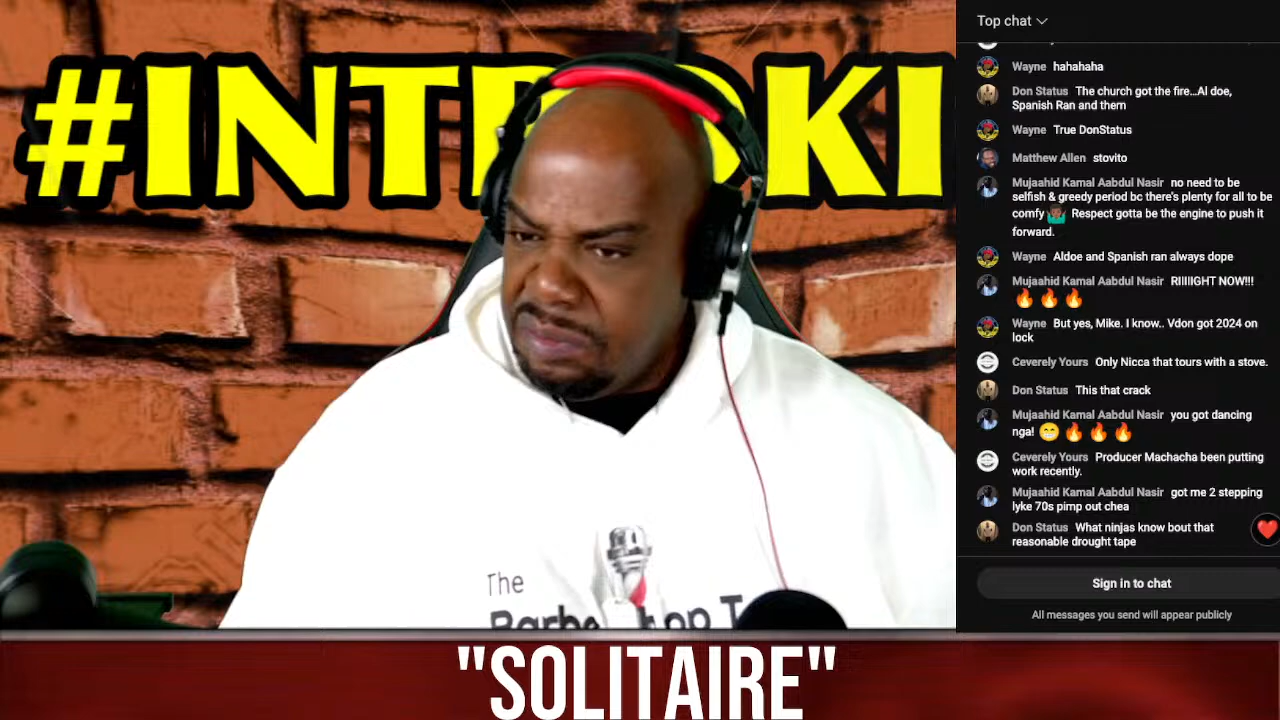 #INTR OKI
The
Barbe hop T
"SOLITAIRE"
Top chat
Wayne hahahaha
Don Status The church got the fire...Al doe,
Spanish Ran and them
Wayne True DonStatus
Matthew Allen stovito
Mujaahid Kamal Aabdul Nasir no need to be
selfish & greedy period bc there's plenty for all to be
comfy🤷🏾‍♂️ Respect gotta be the engine to push it
forward.
Wayne Aldoe and Spanish ran always dope
Mujaahid Kamal Aabdul Nasir RIIIIIGHT NOW!!!
🔥🔥🔥
Wayne But yes, Mike. I know.. Vdon got 2024 on
lock
Ceverely Yours Only Nicca that tours with a stove.
Don Status This that crack
Mujaahid Kamal Aabdul Nasir you got dancing
nga! 😁🔥🔥🔥
Ceverely Yours Producer Machacha been putting
work recently.
Mujaahid Kamal Aabdul Nasir got me 2 stepping
lyke 70s pimp out chea
Don Status What ninjas know bout that
reasonable drought tape
Sign in to chat
All messages you send will appear publicly